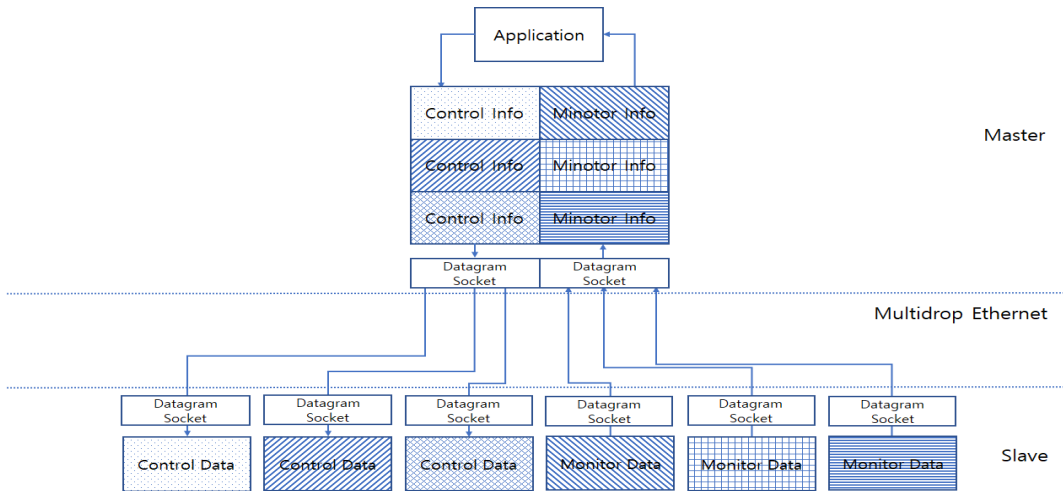 Application
Control Info
Minotor Info
Master
Control Info
Minotor Info
Control Info
Minotor Info
Datagram
Socket
Datagram
Socket
Multidrop Ethernet
Datagram
Socket
Datagram
Socket
Datagram
Socket
Datagram
Socket
Datagram
Socket
Datagram
Socket
Control Data
Control Data
Control Data
Monitor Data
Monitor Data
Monitor Data
Slave